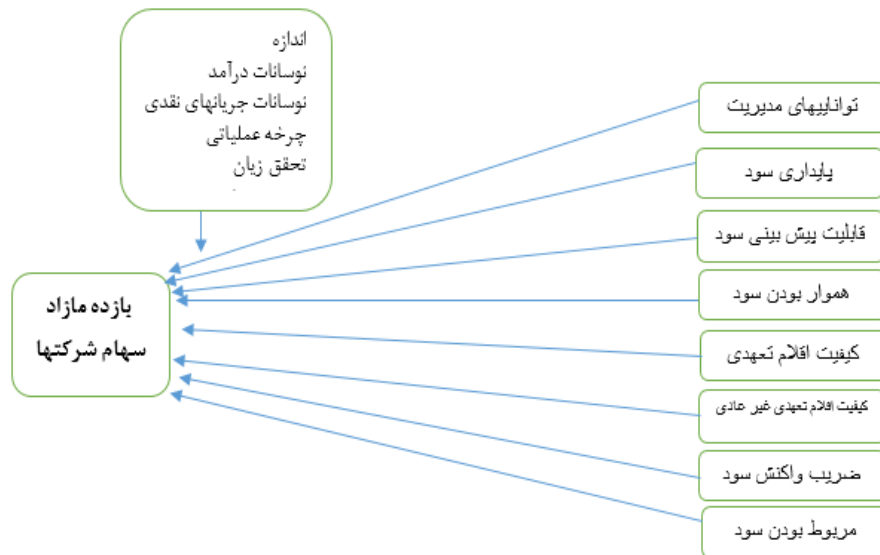 اندازه
نوسانات درآمد
نوسانات جریانهای نقدی
چرخه عملیاتی
تحقق زیان
تواناییهای مدیریت
پایداری سود
قابلیت پیش بینی سود
هموار بودن سود
کیفیت اقلام تعهدی
کیفیت اقلام تعهدی غیر عادی
ضریب واکنش سود
مربوط بودن سود
بازده مازاد
سهام شرکتها